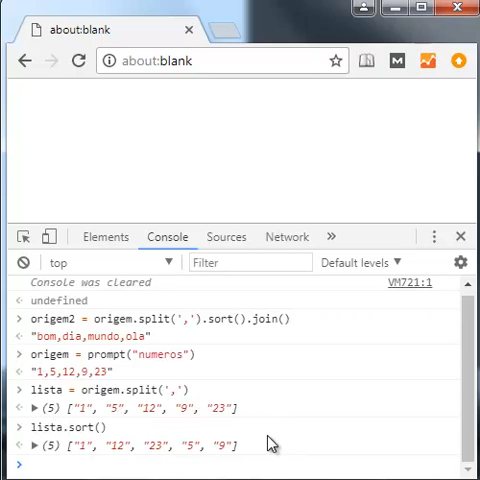 about:blank
about:blank
Elements Console Sources Network »
top Filter Default levels
Console was cleared VM721:1
undefined
origem2 = origem.split(',').sort().join()
"bom,dia,mundo,ola"
origem = prompt("numeros")
"1,5,12,9,23"
lista = origem.split(',')
(5) ["1", "5", "12", "9", "23"]
lista.sort()
(5) ["1", "12", "23", "5", "9"]